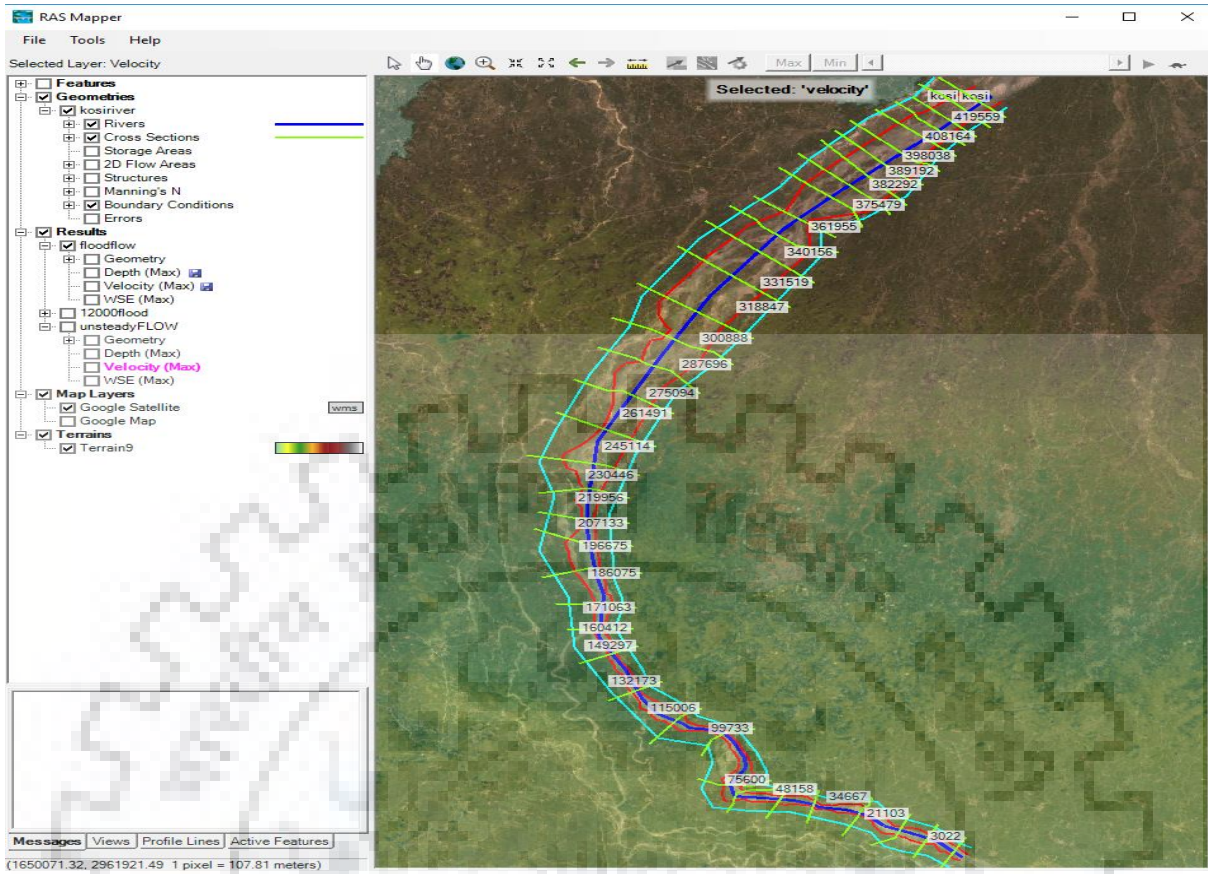 RAS Mapper
File Tools Help
Selected Layer: Velocity
Max Min
Features
Geometries
kosiriver
Rivers
Cross Sections
Storage Areas
2D Flow Areas
Structures
Manning's N
Boundary Conditions
Errors
Results
floodflow
Geometry
Depth (Max)
Velocity (Max)
WSE (Max)
12000flood
unsteadyFLOW
Geometry
Depth (Max)
Velocity (Max)
WSE (Max)
Map Layers
Google Satellite wms
Google Map
Terrains
Terrain9
Selected: 'velocity'
kosi kosi
419559
408164
398038
389192
382292
375479
361955
340156
331519
318847
300888
287696
275094
261491
245114
230446
219956
207133
196675
186075
171063
160412
149297
132173
115006
99733
75600
48158
34667
21103
3022
Messages Views Profile Lines Active Features
(1650071.32, 2961921.49 1 pixel = 107.81 meters)